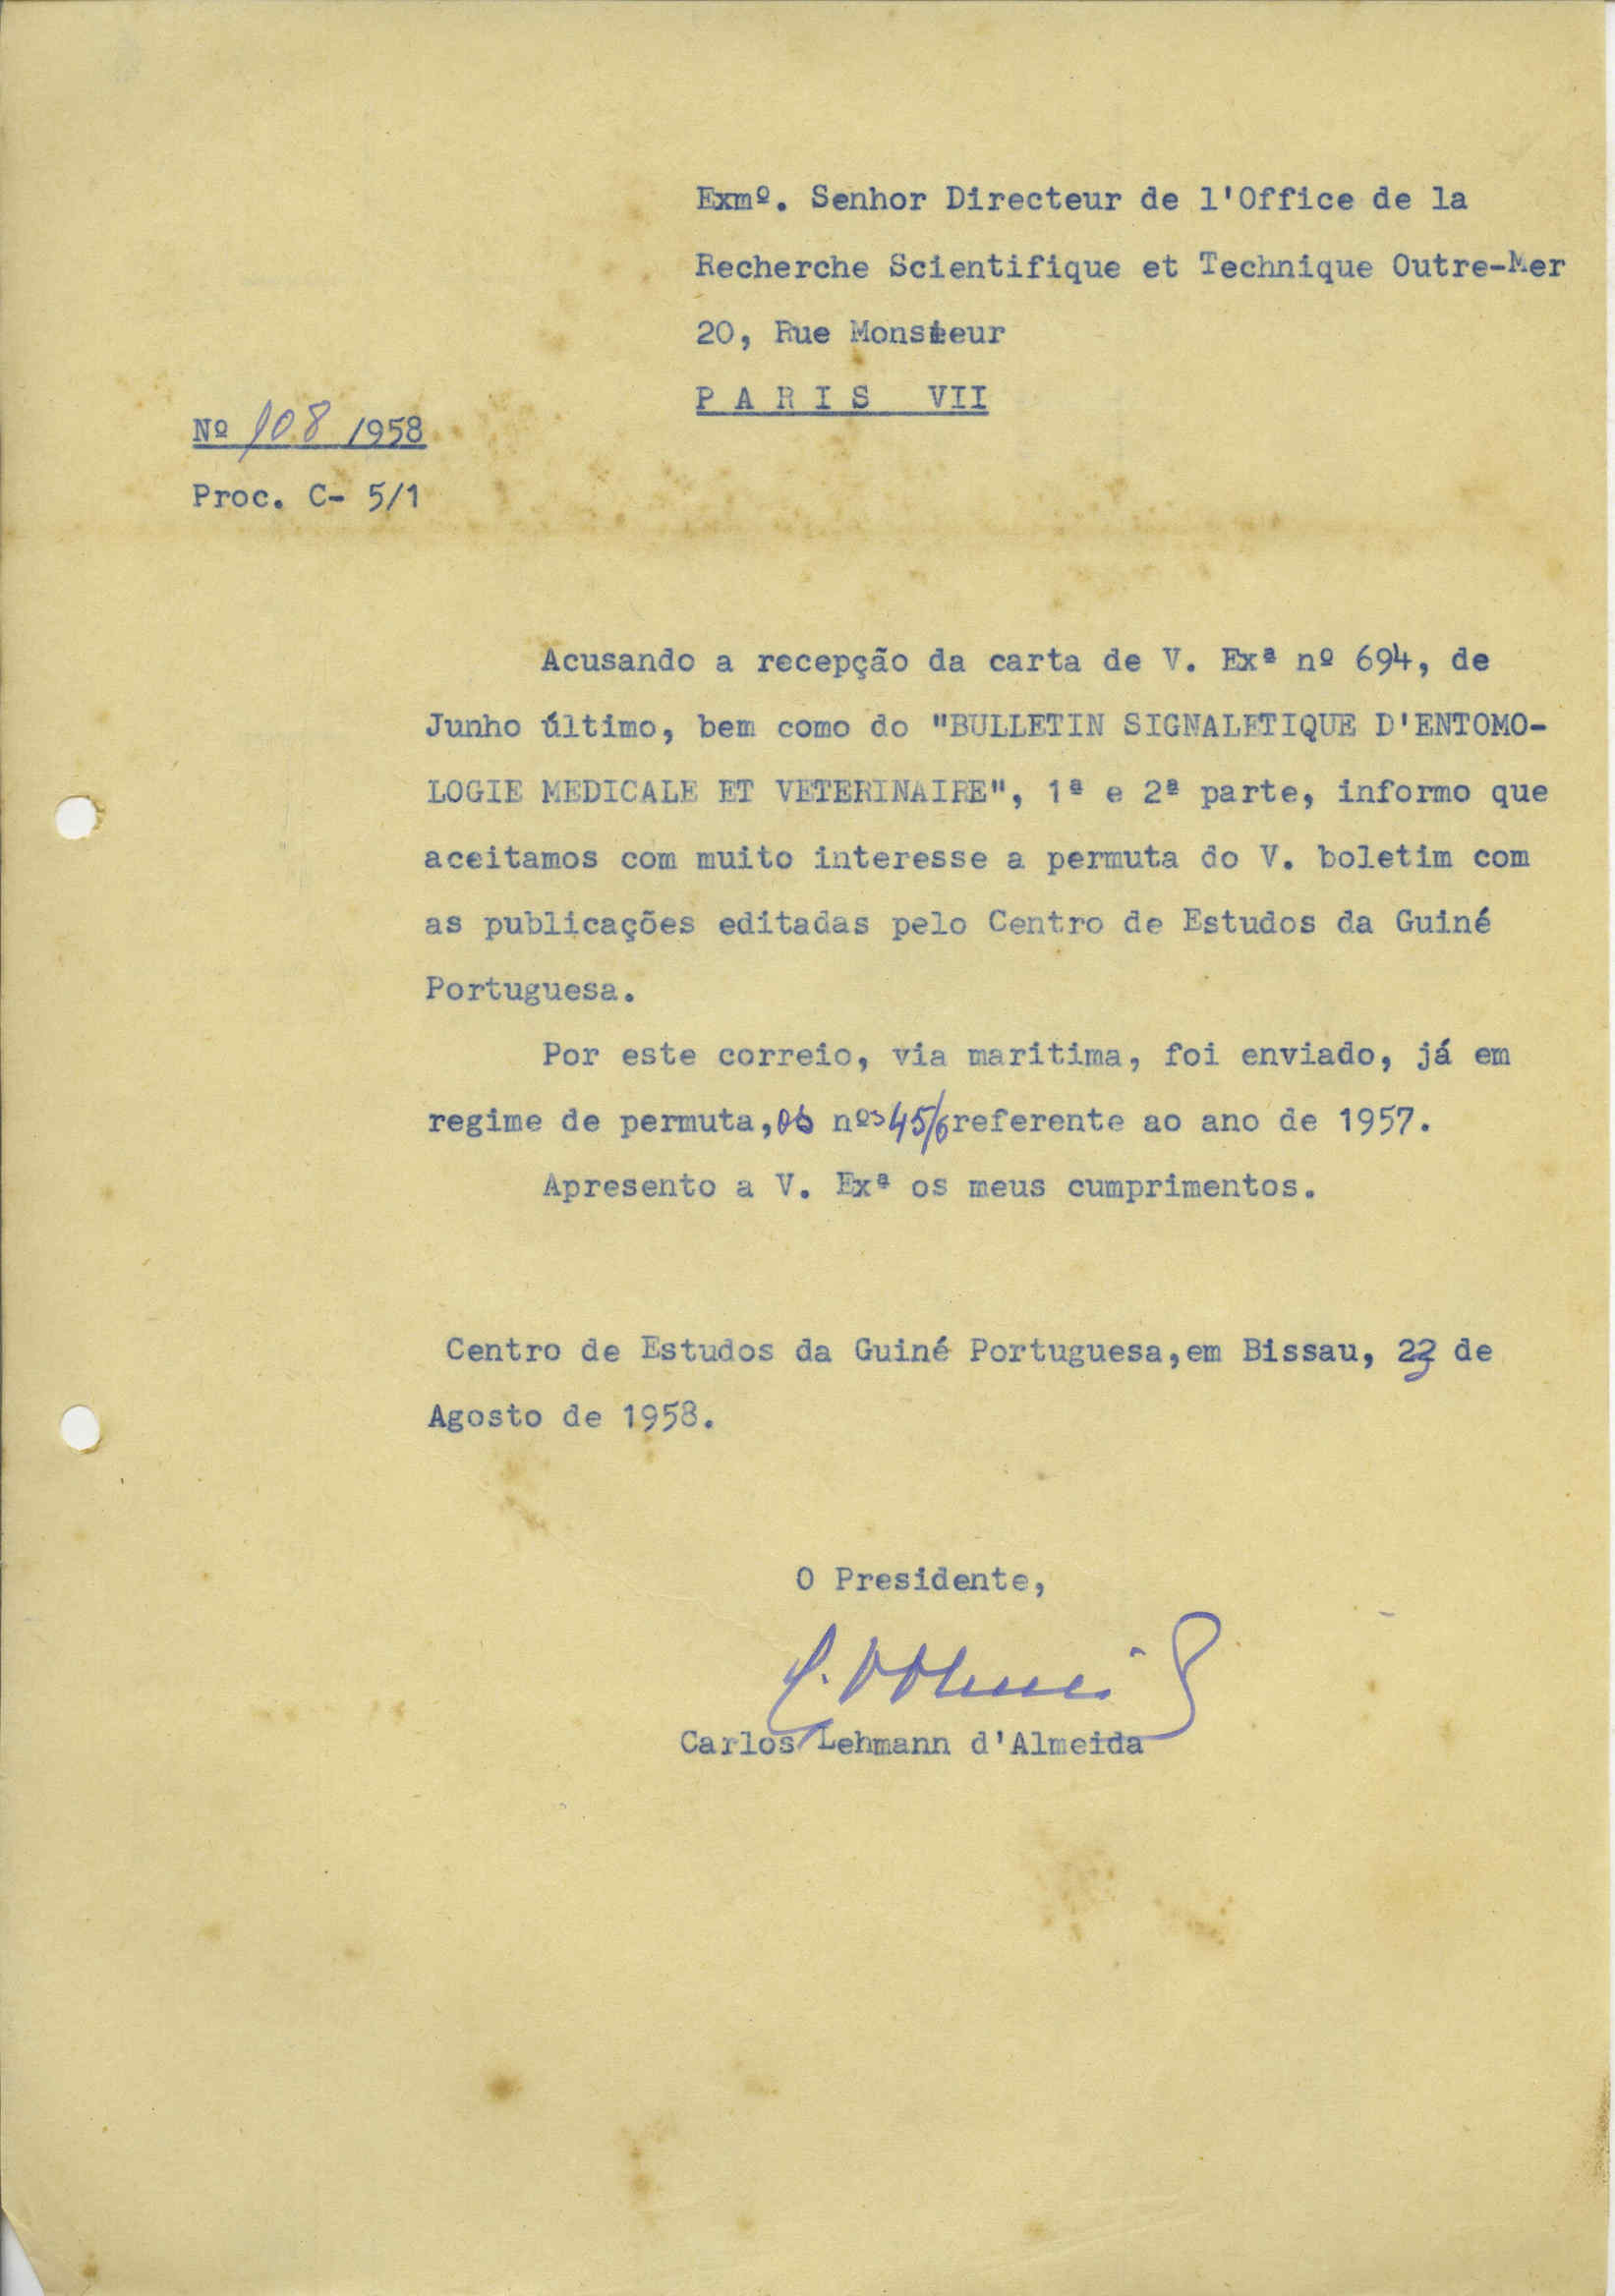 Exmº. Senhor Directeur de l'Office de la
Recherche Scientifique et Technique Outre-Mer
20, Rue Monsieur
P A R I S   VII
Nº 108 /1958
Proc. C- 5/1
Acusando a recepção da carta de V. Exª nº 694, de
Junho último, bem como do "BULLETIN SIGNALETIQUE D'ENTOMO-
LOGIE MEDICALE ET VETERINAIRE", 1ª e 2ª parte, informo que
aceitamos com muito interesse a permuta do V. boletim com
as publicações editadas pelo Centro de Estudos da Guiné
Portuguesa.
Por este correio, via maritima, foi enviado, já em
regime de permuta, os nºs 45/6 referente ao ano de 1957.
Apresento a V. Exª os meus cumprimentos.
Centro de Estudos da Guiné Portuguesa,em Bissau, de
Agosto de 1958.
O Presidente,
Carlos Lehmann d'Almeida